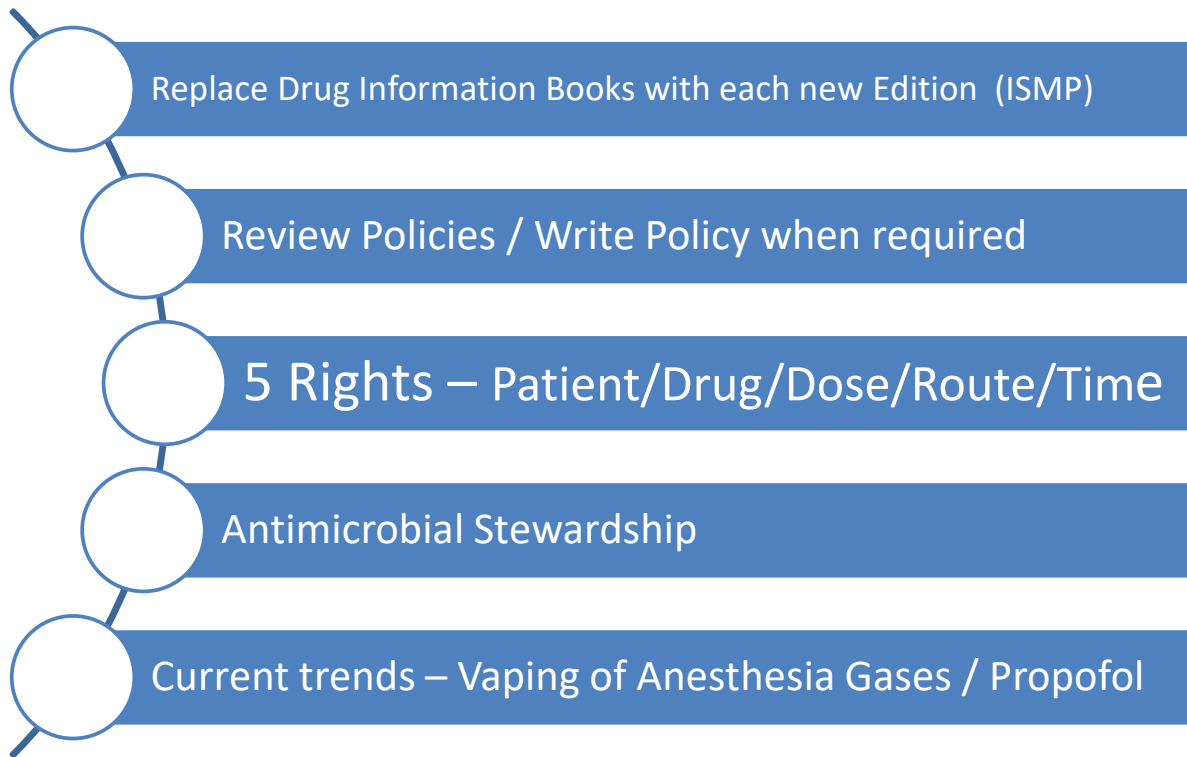 Replace Drug Information Books with each new Edition (ISMP)
Review Policies / Write Policy when required
5 Rights – Patient/Drug/Dose/Route/Time
Antimicrobial Stewardship
Current trends – Vaping of Anesthesia Gases / Propofol